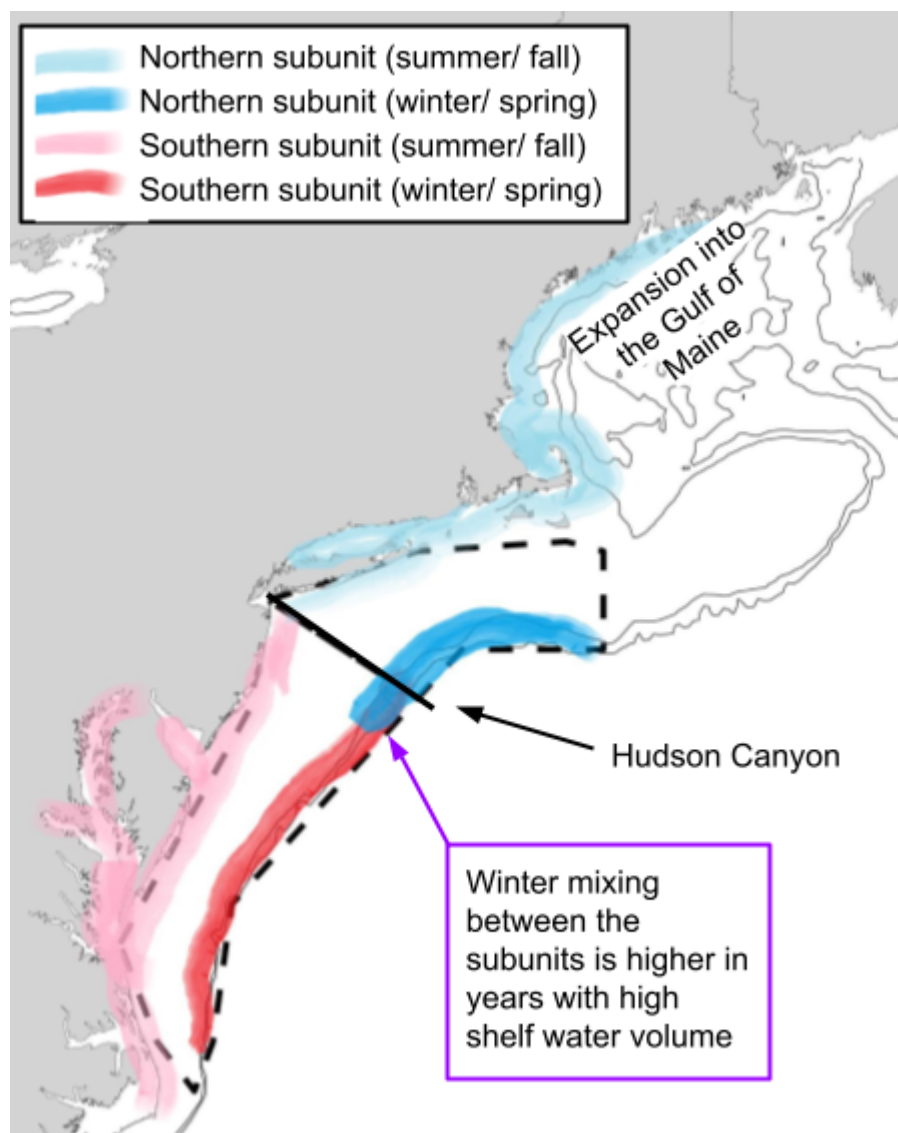 Northern subunit (summer/ fall)
Northern subunit (winter/ spring)
Southern subunit (summer/ fall)
Southern subunit (winter/ spring)
Expansion into
the Gulf of
Maine
Hudson Canyon
Winter mixing
between the
subunits is higher in
years with high
shelf water volume